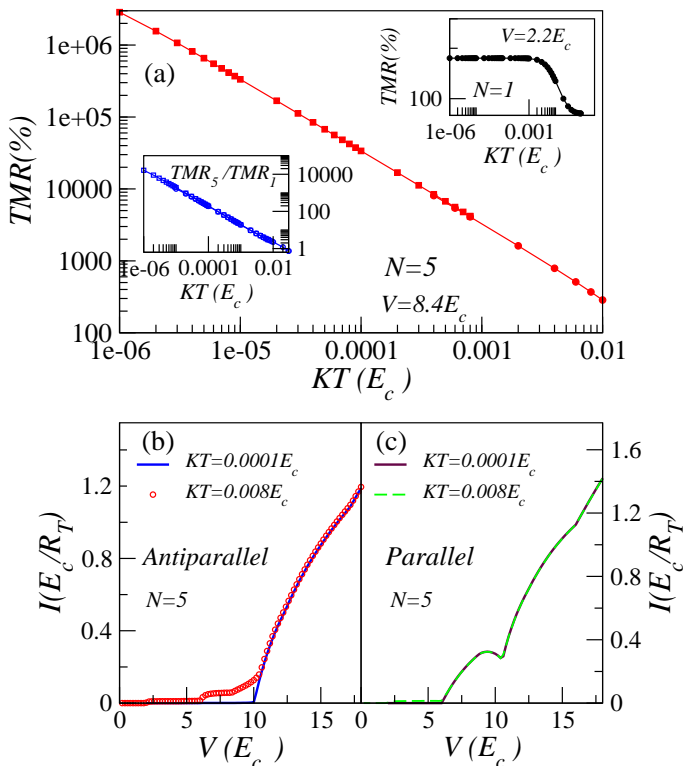 1e+06
(a)
V=2.2E_c
TMR(%)
100
N=1
1e-06
0.001
KT (E_c)
1e+05
TMR(%)
TMR_5 /TMR_1
10000
10000
100
1
1e-06
0.0001
0.01
KT (E_c)
1000
N=5
V=8.4E_c
100
1e-06
1e-05
0.0001
0.001
0.01
KT (E_c)
(b)
KT=0.0001E_c
KT=0.008E_c
1.2
0.8
0.4
0
I(E_c/R_T)
Antiparallel
N=5
0
5
10
15
V (E_c)
(c)
KT=0.0001E_c
KT=0.008E_c
1.6
1.2
0.8
0.4
0
I(E_c/R_T)
Parallel
N=5
0
5
10
15
V (E_c)